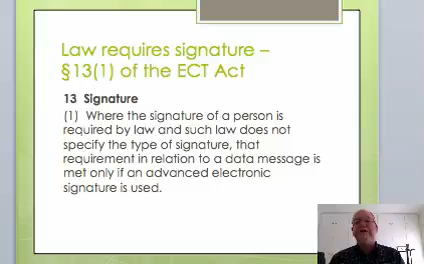 Law requires signature –
§13(1) of the ECT Act
13 Signature
(1) Where the signature of a person is
required by law and such law does not
specify the type of signature, that
requirement in relation to a data message is
met only if an advanced electronic
signature is used.